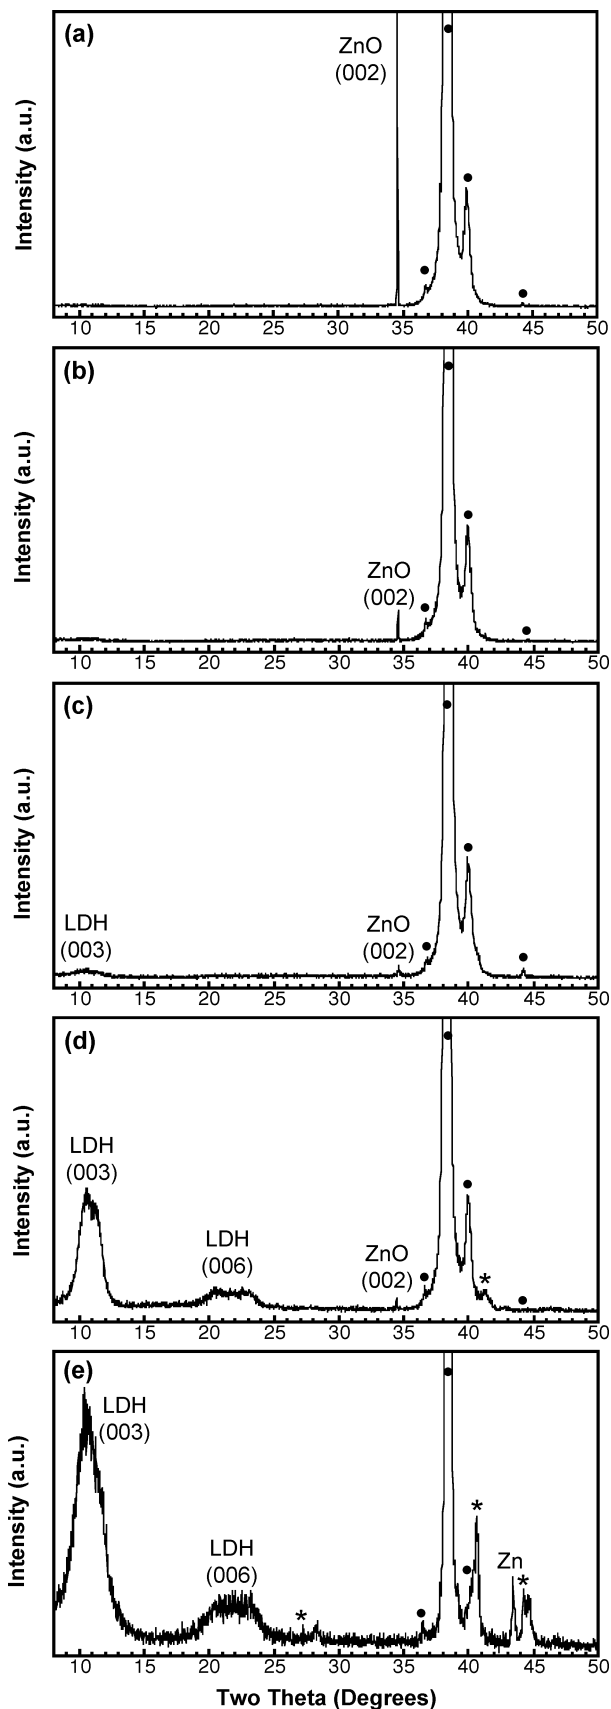 (a)
ZnO
(002)
Intensity (a.u.)
10 15 20 25 30 35 40 45 50
(b)
ZnO
(002)
Intensity (a.u.)
10 15 20 25 30 35 40 45 50
(c)
LDH
(003)
ZnO
(002)
Intensity (a.u.)
10 15 20 25 30 35 40 45 50
(d)
LDH
(003)
LDH
(006)
ZnO
(002)
*
Intensity (a.u.)
10 15 20 25 30 35 40 45 50
(e)
LDH
(003)
LDH
(006)
*
*
Zn
*
Intensity (a.u.)
10 15 20 25 30 35 40 45 50
Two Theta (Degrees)